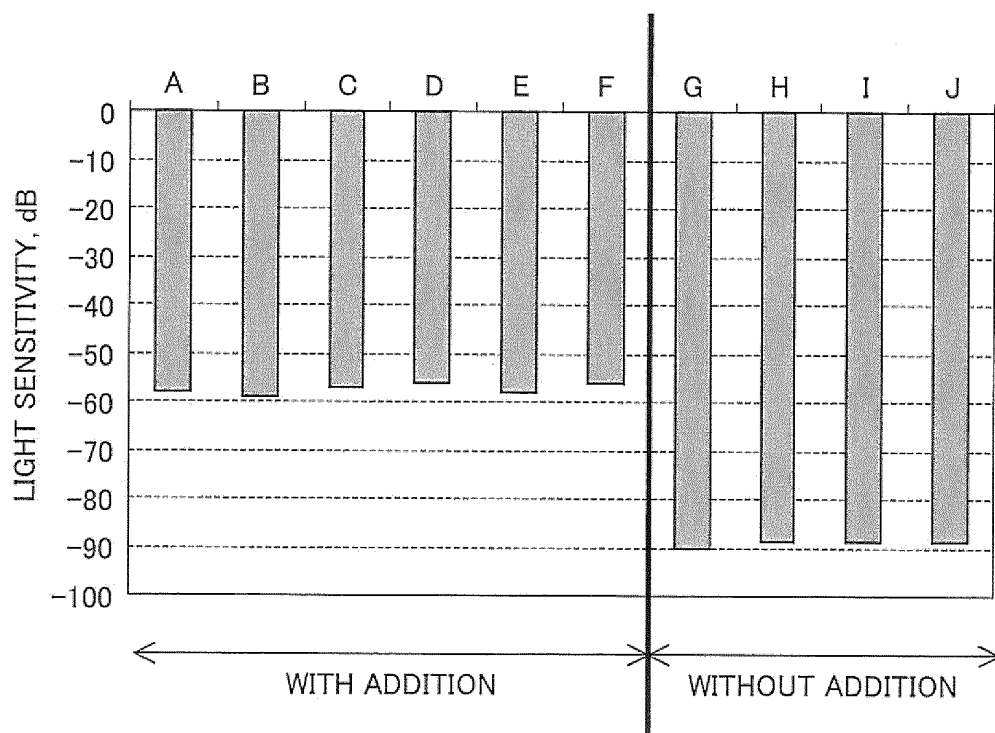 A B C D E F G H I J
0
-10
-20
-30
-40
-50
-60
-70
-80
-90
-100
LIGHT SENSITIVITY, dB
WITH ADDITION
WITHOUT ADDITION